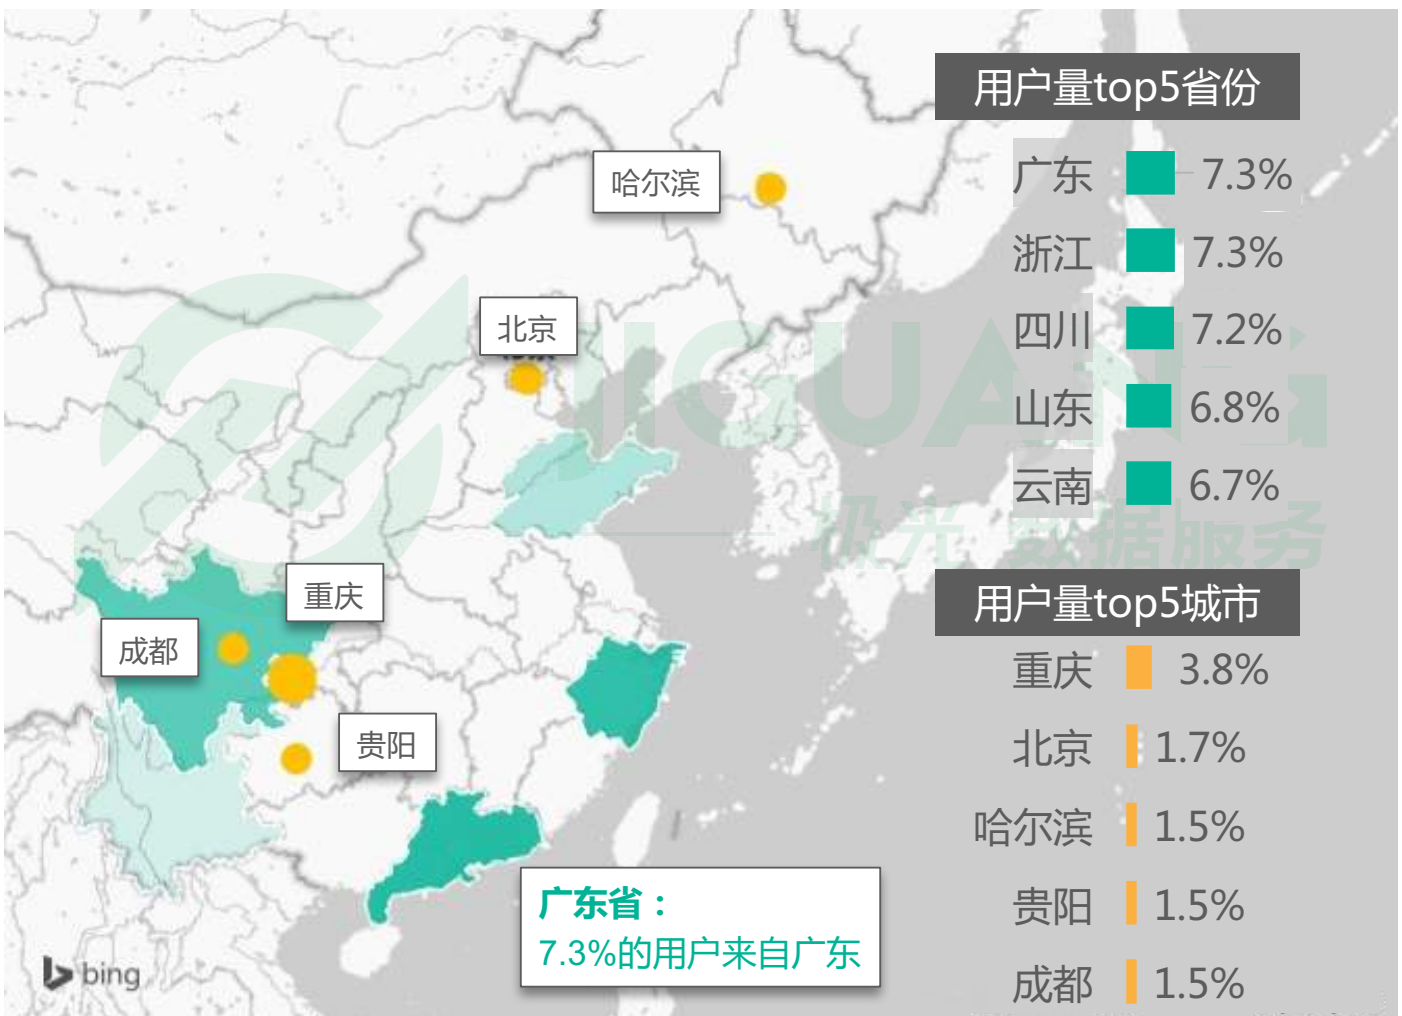 用户量top5省份
广东 7.3%
浙江 7.3%
四川 7.2%
山东 6.8%
云南 6.7%
用户量top5城市
重庆 3.8%
北京 1.7%
哈尔滨 1.5%
贵阳 1.5%
成都 1.5%
哈尔滨
北京
重庆
成都
贵阳
广东省：
7.3%的用户来自广东
JIGUANG
极光 数据服务
bing